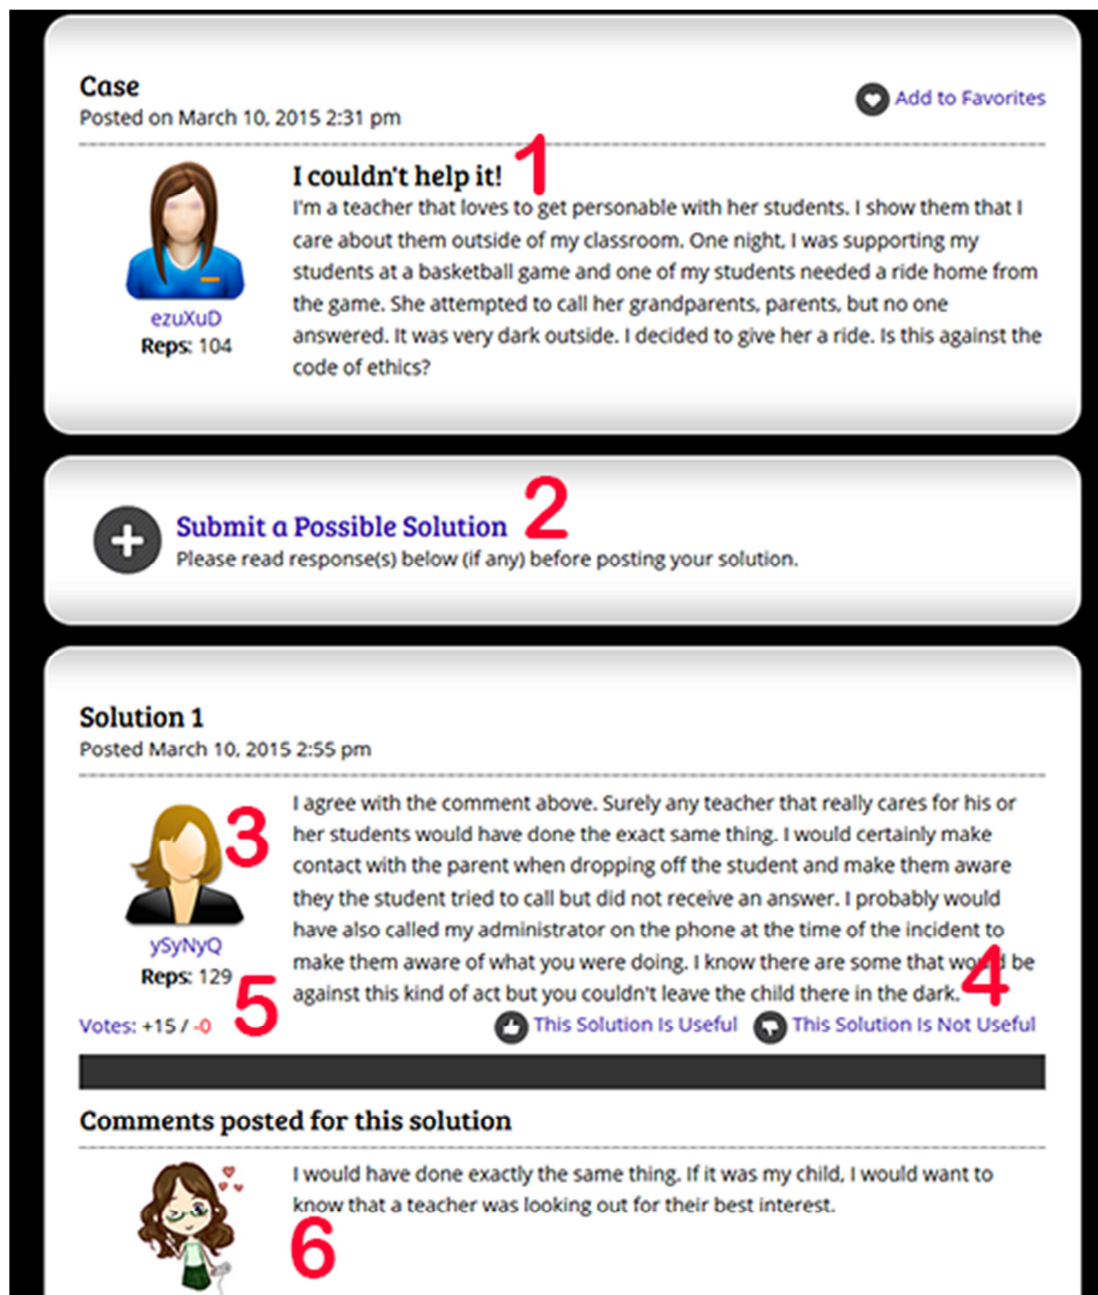 Case
Posted on March 10, 2015 2:31 pm
Add to Favorites
1
I couldn't help it!
I'm a teacher that loves to get personable with her students. I show them that I
care about them outside of my classroom. One night, I was supporting my
students at a basketball game and one of my students needed a ride home from
the game. She attempted to call her grandparents, parents, but no one
answered. It was very dark outside. I decided to give her a ride. Is this against the
code of ethics?
ezuXuD
Reps: 104
2
Submit a Possible Solution
Please read response(s) below (if any) before posting your solution.
Solution 1
Posted March 10, 2015 2:55 pm
3
I agree with the comment above. Surely any teacher that really cares for his or
her students would have done the exact same thing. I would certainly make
contact with the parent when dropping off the student and make them aware
they the student tried to call but did not receive an answer. I probably would
have also called my administrator on the phone at the time of the incident to
make them aware of what you were doing. I know there are some that would be
against this kind of act but you couldn't leave the child there in the dark.
4
ySyNyQ
Reps: 129
5
Votes: +15 / -0
This Solution Is Useful
This Solution Is Not Useful
Comments posted for this solution
I would have done exactly the same thing. If it was my child, I would want to
know that a teacher was looking out for their best interest.
6